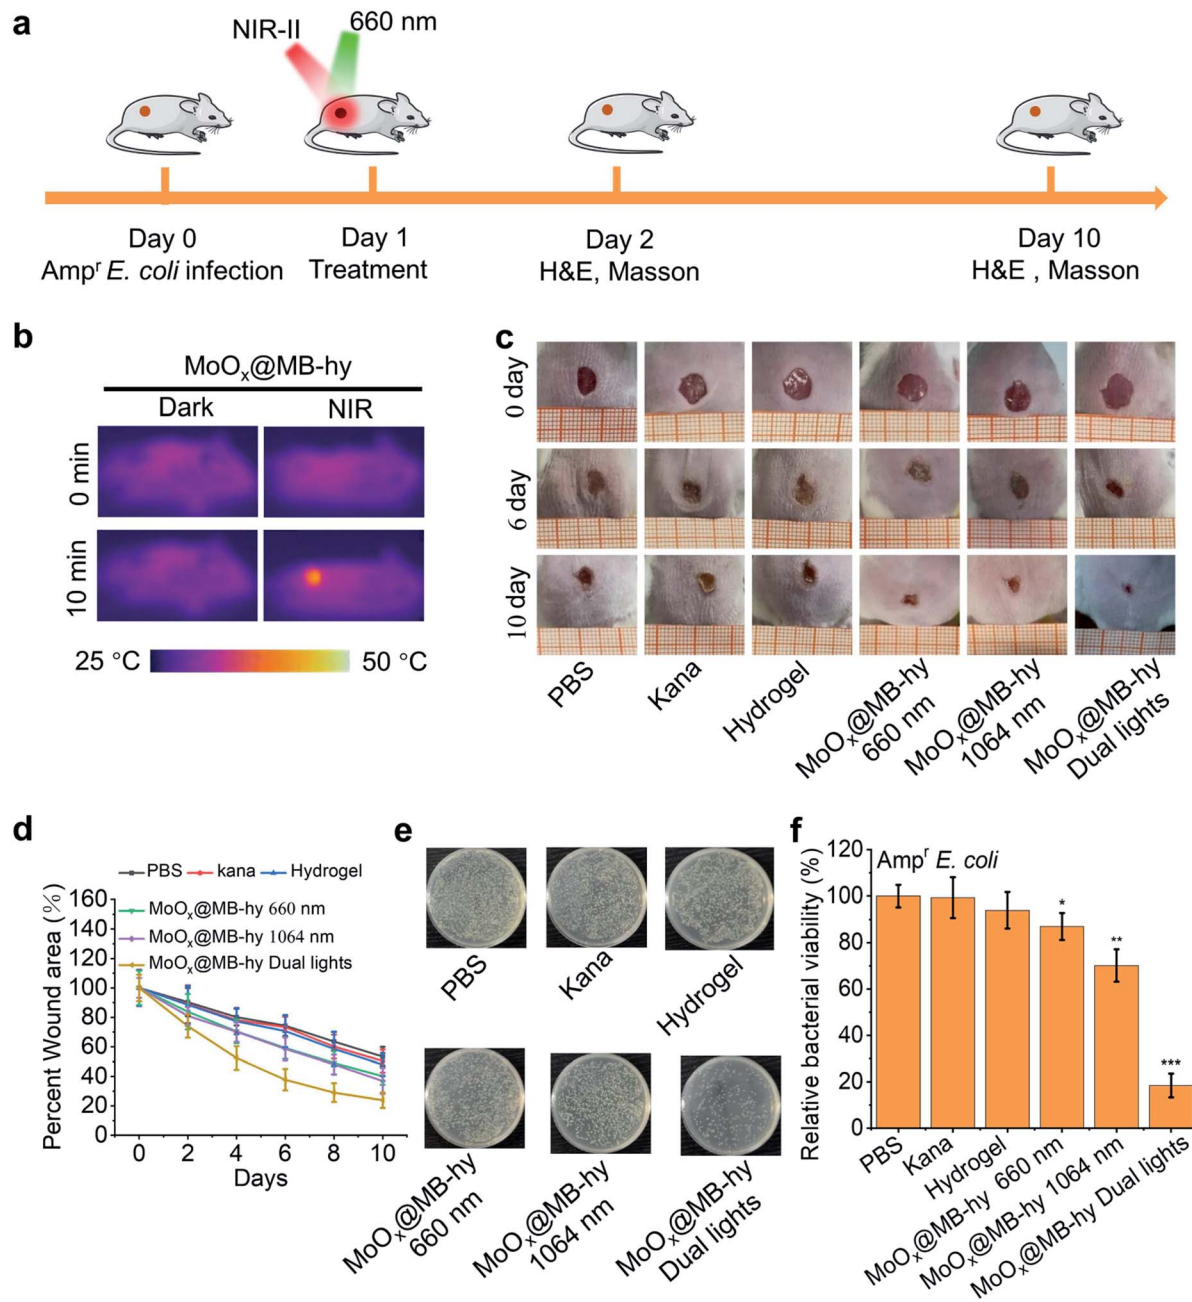 a
NIR-II
660 nm
Day 0
Ampʳ E. coli infection
Day 1
Treatment
Day 2
H&E, Masson
Day 10
H&E , Masson
b
MoOₓ@MB-hy
Dark
NIR
0 min
10 min
25 °C
50 °C
c
0 day
6 day
10 day
PBS
Kana
Hydrogel
MoOₓ@MB-hy
660 nm
MoOₓ@MB-hy
1064 nm
MoOₓ@MB-hy
Dual lights
d
PBS
kana
Hydrogel
MoOₓ@MB-hy 660 nm
MoOₓ@MB-hy 1064 nm
MoOₓ@MB-hy Dual lights
Percent Wound area (%)
160
140
120
100
80
60
40
20
0
0 2 4 6 8 10
Days
e
PBS
Kana
Hydrogel
MoOₓ@MB-hy
660 nm
MoOₓ@MB-hy
1064 nm
MoOₓ@MB-hy
Dual lights
f
Ampʳ E. coli
Relative bacterial viability (%)
120
100
80
60
40
20
0
*
**
***
PBS
Kana
Hydrogel
MoOₓ@MB-hy 660 nm
MoOₓ@MB-hy 1064 nm
MoOₓ@MB-hy Dual lights